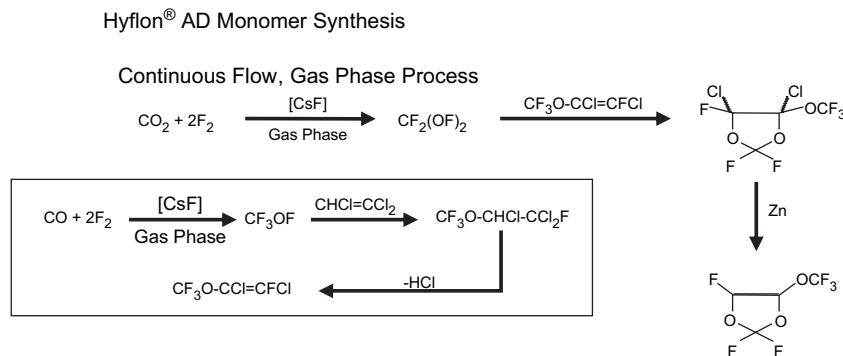 Hyflon® AD Monomer Synthesis
Continuous Flow, Gas Phase Process
CO2 + 2F2 [CsF] Gas Phase CF2(OF)2 CF3O-CCl=CFCl
Cl Cl
F OCF3
O O
F F
Zn
CO + 2F2 [CsF] Gas Phase CF3OF CHCl=CCl2 CF3O-CHCl-CCl2F
-HCl
CF3O-CCl=CFCl
F OCF3
O O
F F